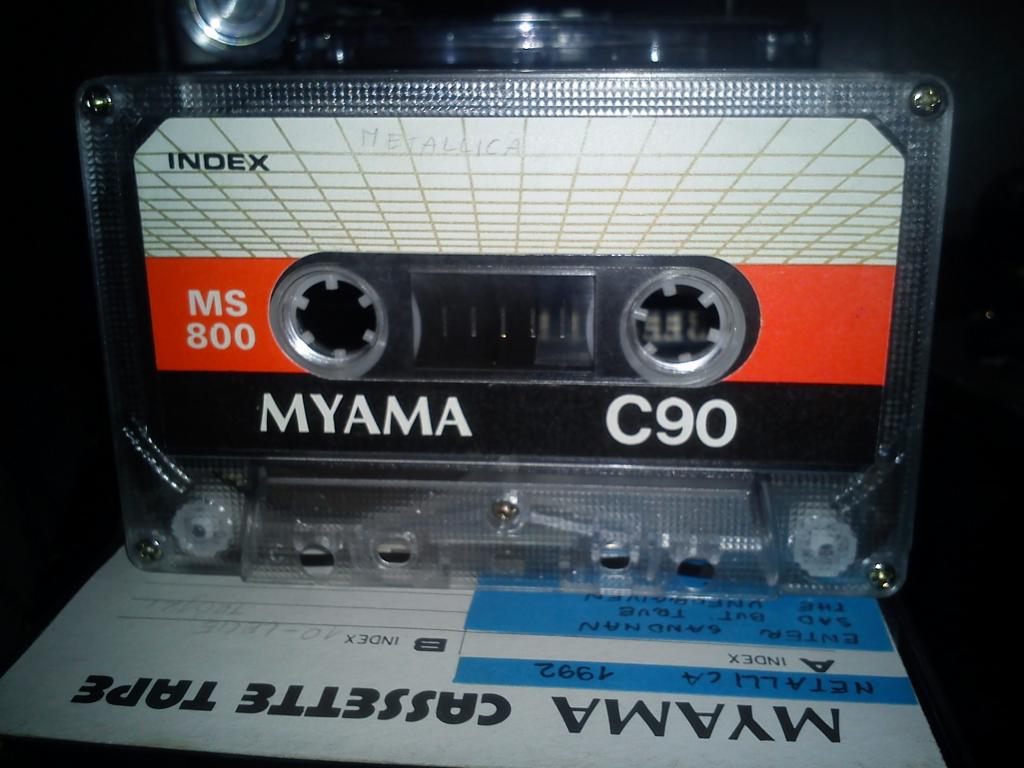 METALLICA
INDEX
MS
800
MYAMA C90
MYAMA CASSETTE TAPE
METALLICA 1992
A INDEX
B INDEX
ENTER SANDMAN
SAD BUT TRUE
THE UNFORGIVEN